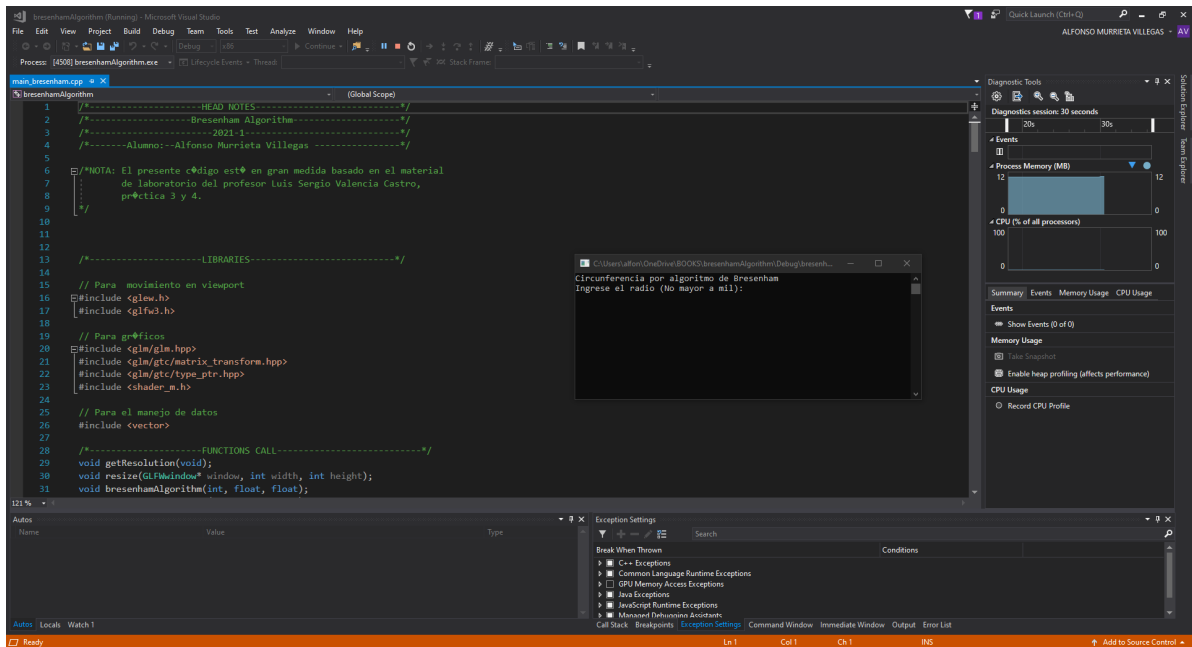 bresenhamAlgorithm (Running) - Microsoft Visual Studio
1
Quick Launch (Ctrl+Q)
File Edit View Project Build Debug Team Tools Test Analyze Window Help
ALFONSO MURRIETA VILLEGAS AV
Debug x86 Continue
Process: [4508] bresenhamAlgorithm.exe Lifecycle Events Thread: Stack Frame:
main_bresenham.cpp
bresenhamAlgorithm (Global Scope)
1 /*---------------------HEAD NOTES---------------------------*/
2 /*-------------------Bresenham Algorithm--------------------*/
3 /*-----------------------2021-1-----------------------------*/
4 /*-------Alumno:--Alfonso Murrieta Villegas ----------------*/
5
6 /*NOTA: El presente c�digo est� en gran medida basado en el material
7 de laboratorio del profesor Luis Sergio Valencia Castro,
8 pr�ctica 3 y 4.
9 */
10
11
12
13 /*---------------------LIBRARIES---------------------------*/
14
15 // Para  movimiento en viewport
16 #include <glew.h>
17 #include <glfw3.h>
18
19 // Para gr�ficos
20 #include <glm/glm.hpp>
21 #include <glm/gtc/matrix_transform.hpp>
22 #include <glm/gtc/type_ptr.hpp>
23 #include <shader_m.h>
24
25 // Para el manejo de datos
26 #include <vector>
27
28 /*---------------------FUNCTIONS CALL---------------------------*/
29 void getResolution(void);
30 void resize(GLFWwindow* window, int width, int height);
31 void bresenhamAlgorithm(int, float, float);
121 %
C:\Users\alfon\OneDrive\BOOKS\bresenhamAlgorithm\Debug\bresenh...
Circunferencia por algoritmo de Bresenham
Ingrese el radio (No mayor a mil):
Diagnostic Tools
Diagnostics session: 30 seconds
20s 30s
Events
Process Memory (MB)
12 12
0 0
CPU (% of all processors)
100 100
0 0
Summary Events Memory Usage CPU Usage
Events
Show Events (0 of 0)
Memory Usage
Take Snapshot
Enable heap profiling (affects performance)
CPU Usage
Record CPU Profile
Solution Explorer
Team Explorer
Autos
Name Value Type
Autos Locals Watch 1
Exception Settings
Search
Break When Thrown Conditions
C++ Exceptions
Common Language Runtime Exceptions
GPU Memory Access Exceptions
Java Exceptions
JavaScript Runtime Exceptions
Managed Debugging Assistants
Call Stack Breakpoints Exception Settings Command Window Immediate Window Output Error List
Ready Ln 1 Col 1 Ch 1 INS Add to Source Control